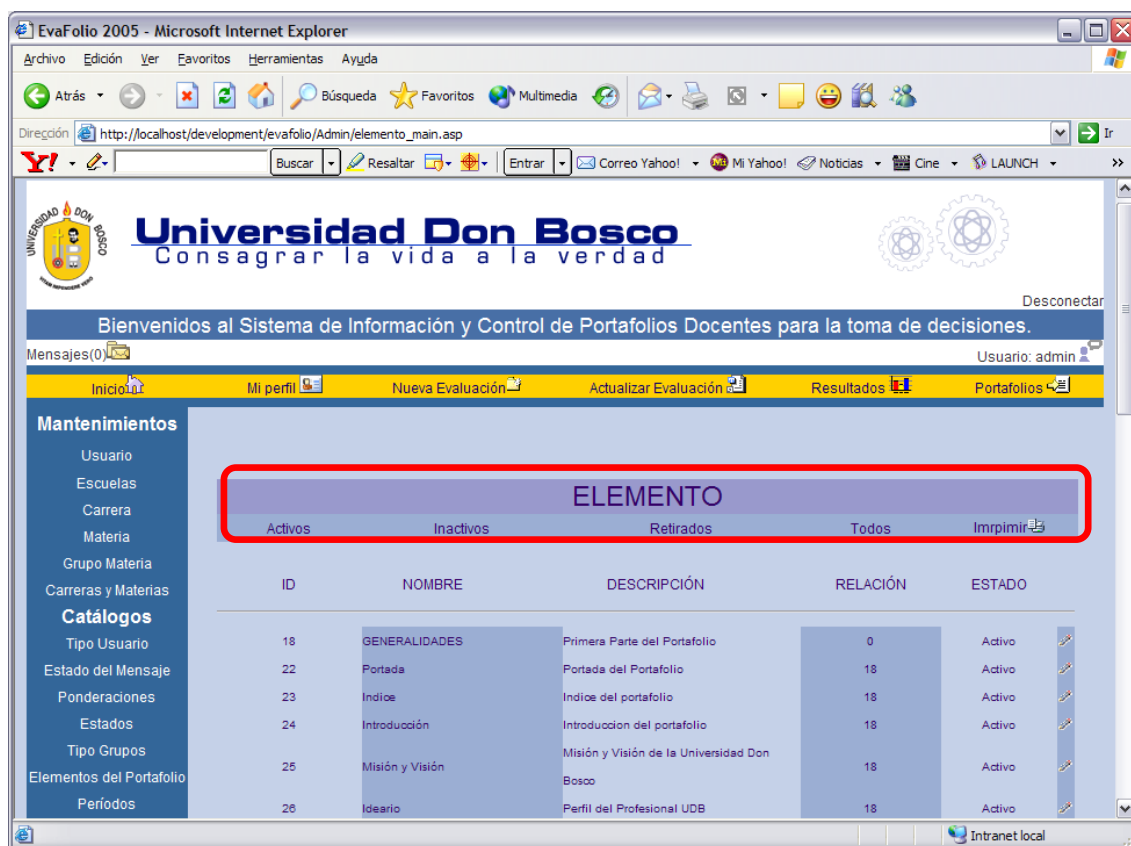 EvaFolio 2005 - Microsoft Internet Explorer
Archivo Edición Ver Favoritos Herramientas Ayuda
Atrás Búsqueda Favoritos Multimedia
Dirección http://localhost/development/evafolio/Admin/elemento_main.asp Ir
Y! Buscar Resaltar Entrar Correo Yahoo! Mi Yahoo! Noticias Cine LAUNCH »
UNIVERSIDAD DON BOSCO
Universidad Don Bosco
Consagrar la vida a la verdad
Desconectar
Bienvenidos al Sistema de Información y Control de Portafolios Docentes para la toma de decisiones.
Mensajes(0) Usuario: admin
Inicio Mi perfil Nueva Evaluación Actualizar Evaluación Resultados Portafolios
Mantenimientos
Usuario
Escuelas
Carrera
Materia
Grupo Materia
Carreras y Materias
Catálogos
Tipo Usuario
Estado del Mensaje
Ponderaciones
Estados
Tipo Grupos
Elementos del Portafolio
Períodos
ELEMENTO
Activos Inactivos Retirados Todos Imrpimir
ID NOMBRE DESCRIPCIÓN RELACIÓN ESTADO
18 GENERALIDADES Primera Parte del Portafolio 0 Activo
22 Portada Portada del Portafolio 18 Activo
23 Indice Indice del portafolio 18 Activo
24 Introducción Introduccion del portafolio 18 Activo
25 Misión y Visión Misión y Visión de la Universidad Don Bosco 18 Activo
26 Ideario Perfil del Profesional UDB 18 Activo
Intranet local